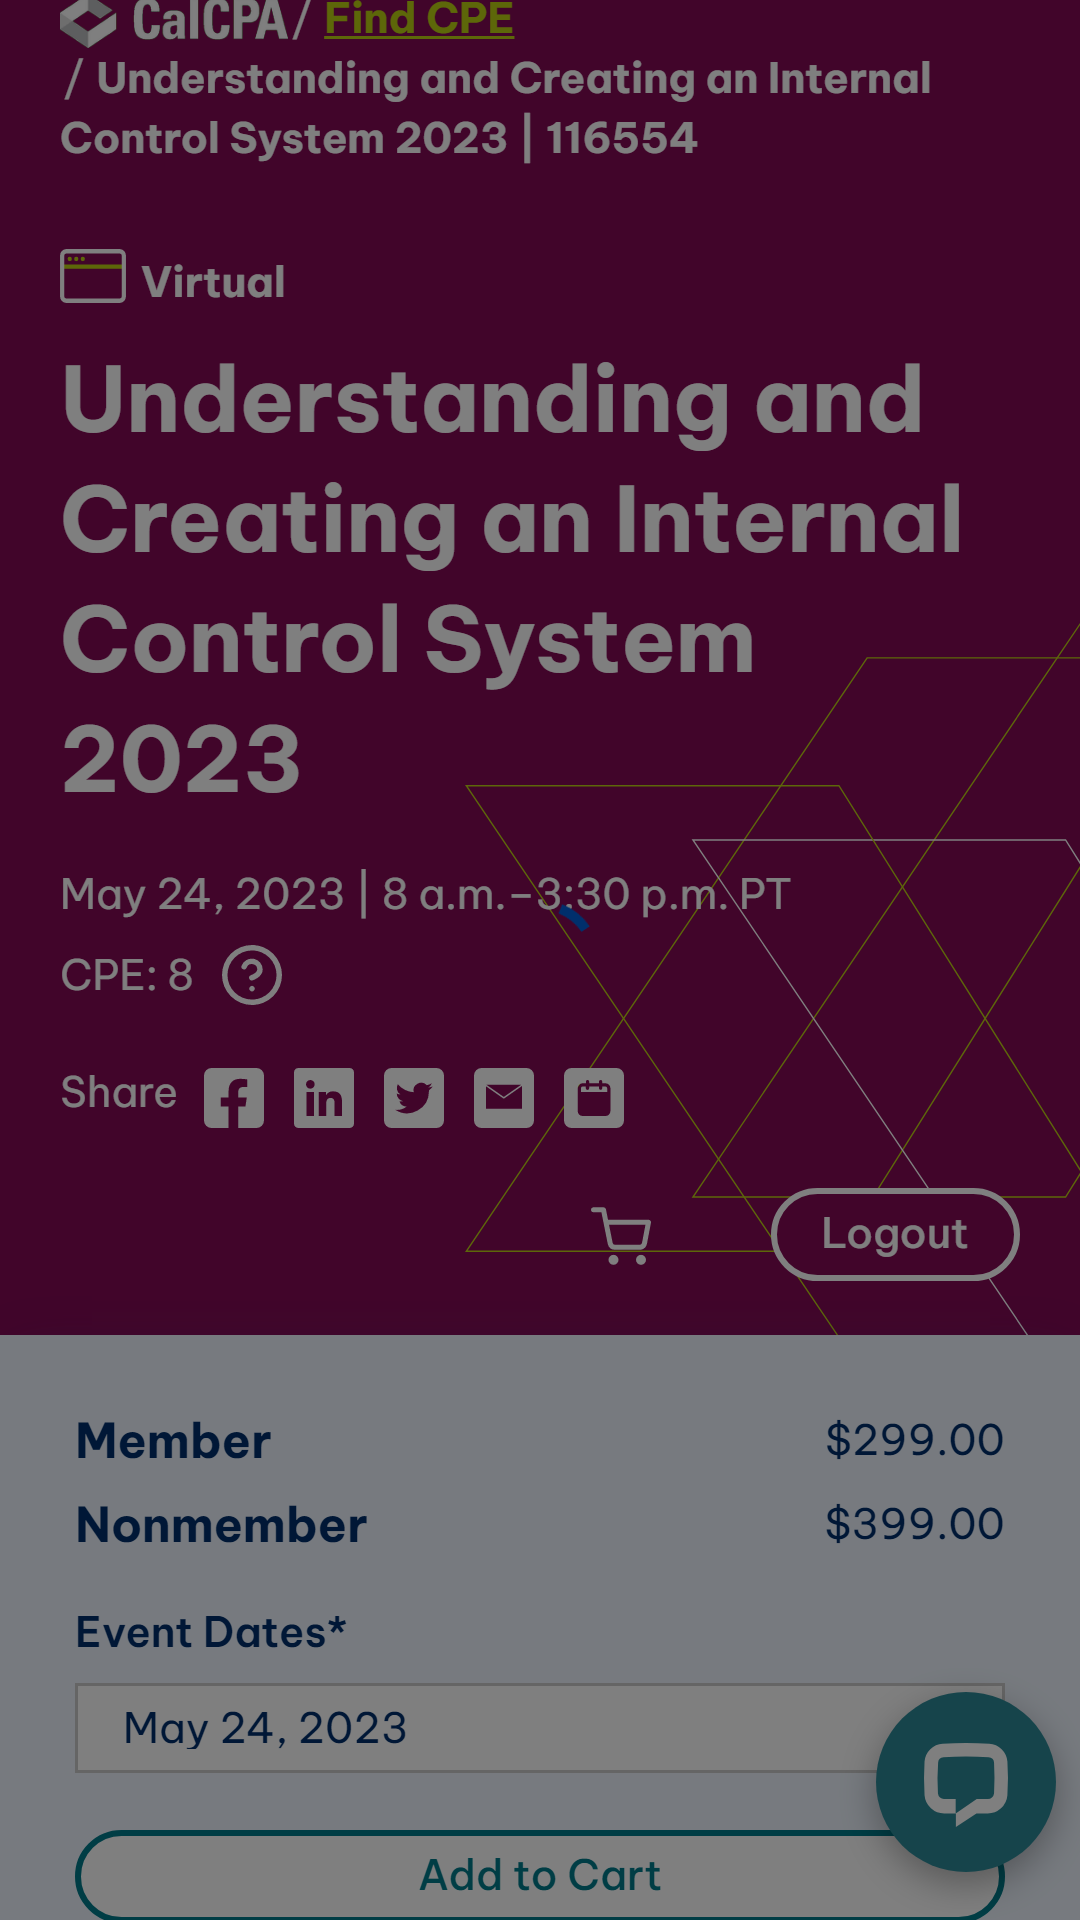 CalCPA/ Find CPE
/ Understanding and Creating an Internal
Control System 2023 | 116554
Virtual
Understanding and
Creating an Internal
Control System
2023
May 24, 2023 | 8 a.m.–3:30 p.m. PT
CPE: 8 ?
Share
Logout
Member $299.00
Nonmember $399.00
Event Dates*
May 24, 2023
Add to Cart